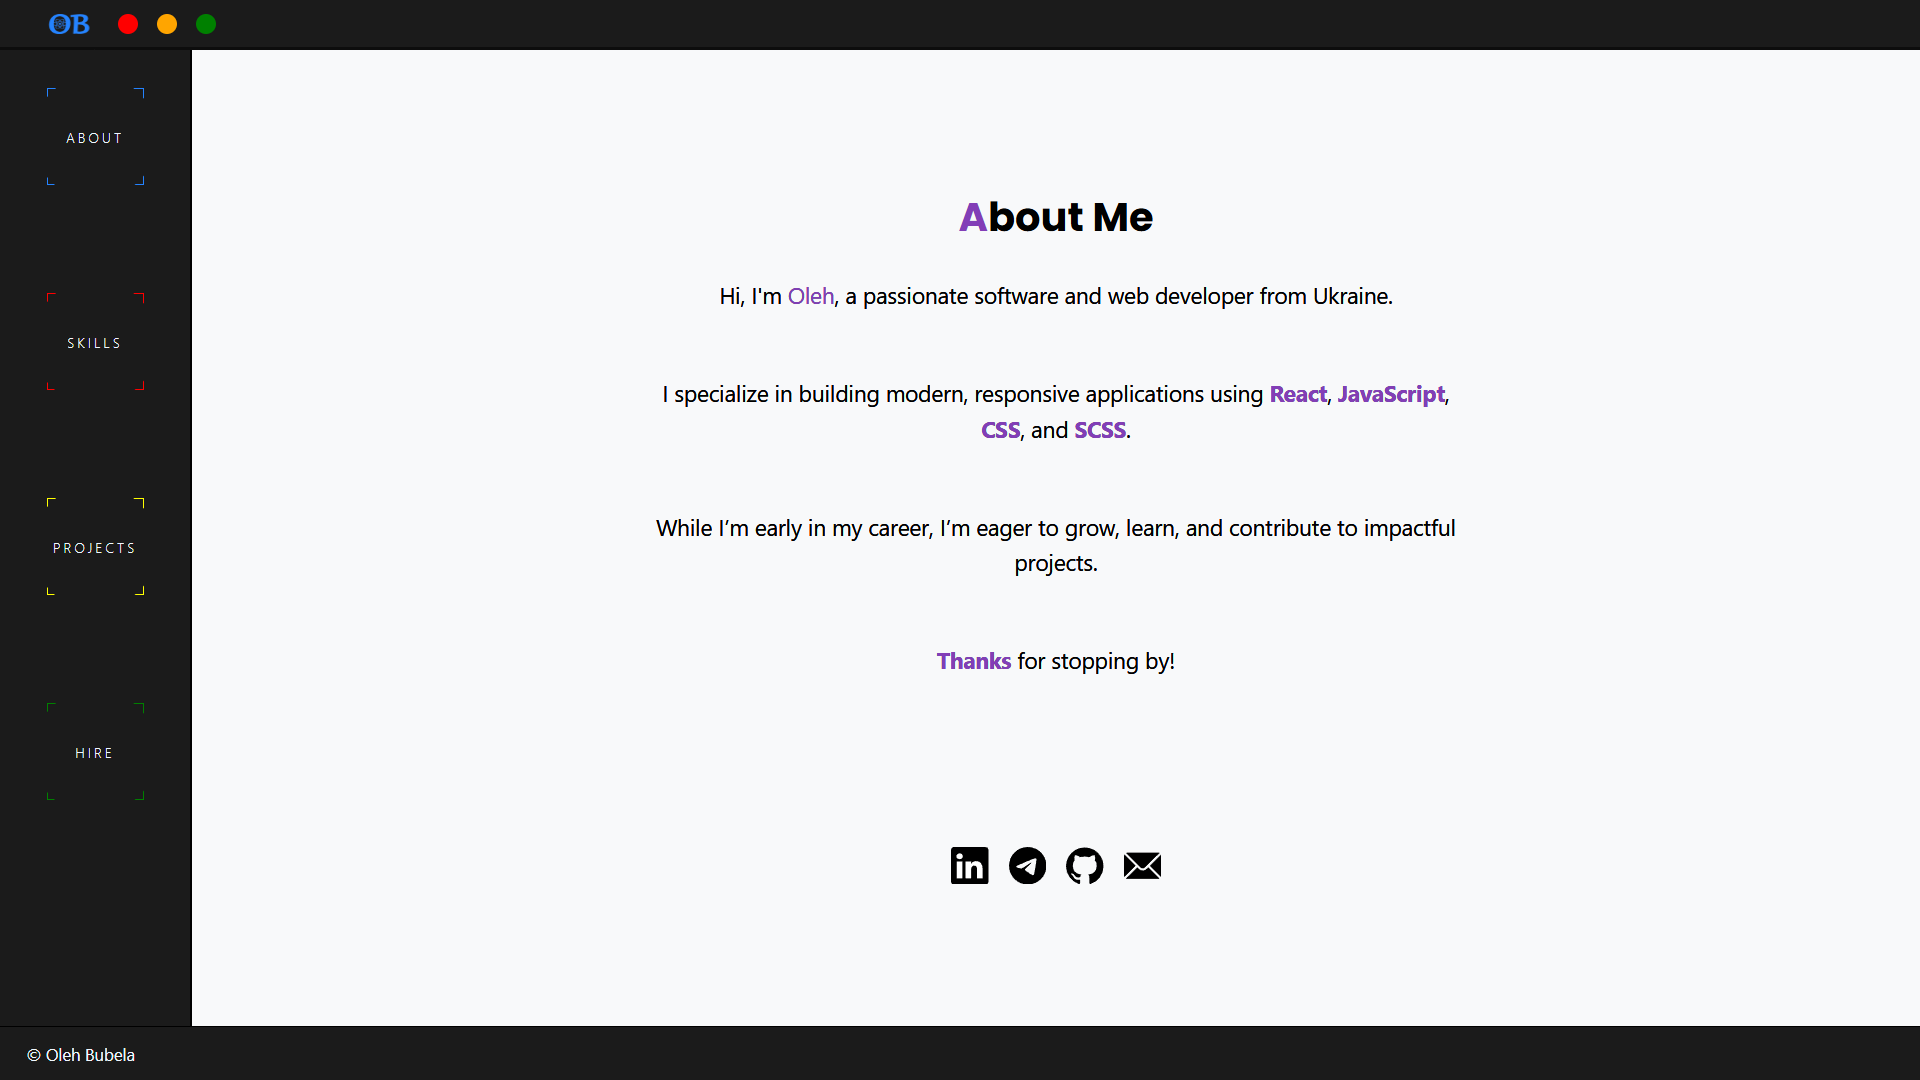 OB
ABOUT
SKILLS
PROJECTS
HIRE
About Me
Hi, I'm Oleh, a passionate software and web developer from Ukraine.
I specialize in building modern, responsive applications using React, JavaScript,
CSS, and SCSS.
While I’m early in my career, I’m eager to grow, learn, and contribute to impactful
projects.
Thanks for stopping by!
in
© Oleh Bubela